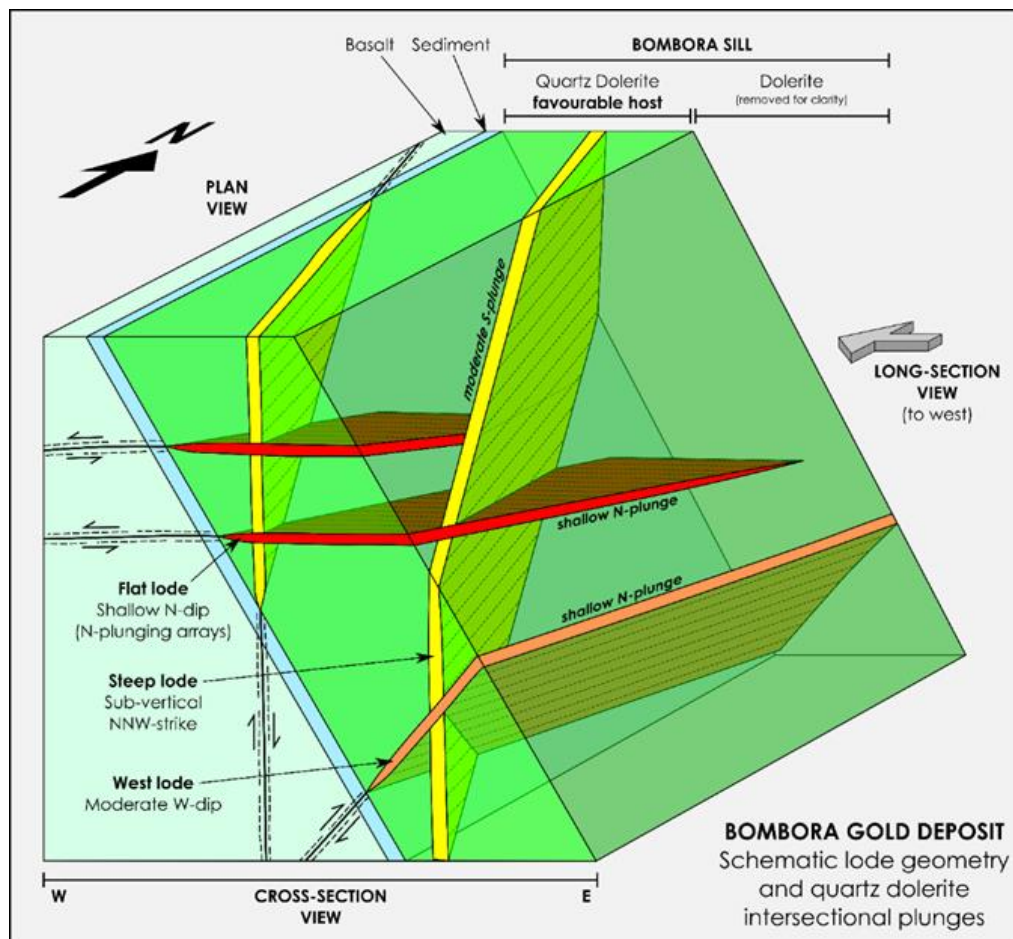 Basalt
Sediment
BOMBORA SILL
Quartz Dolerite
favourable host
Dolerite
(removed for clarity)
N
PLAN
VIEW
moderate S-plunge
LONG-SECTION
VIEW
(to west)
shallow N-plunge
shallow N-plunge
Flat lode
Shallow N-dip
(N-plunging arrays)
Steep lode
Sub-vertical
NNW-strike
West lode
Moderate W-dip
W
CROSS-SECTION
VIEW
E
BOMBORA GOLD DEPOSIT
Schematic lode geometry
and quartz dolerite
intersectional plunges